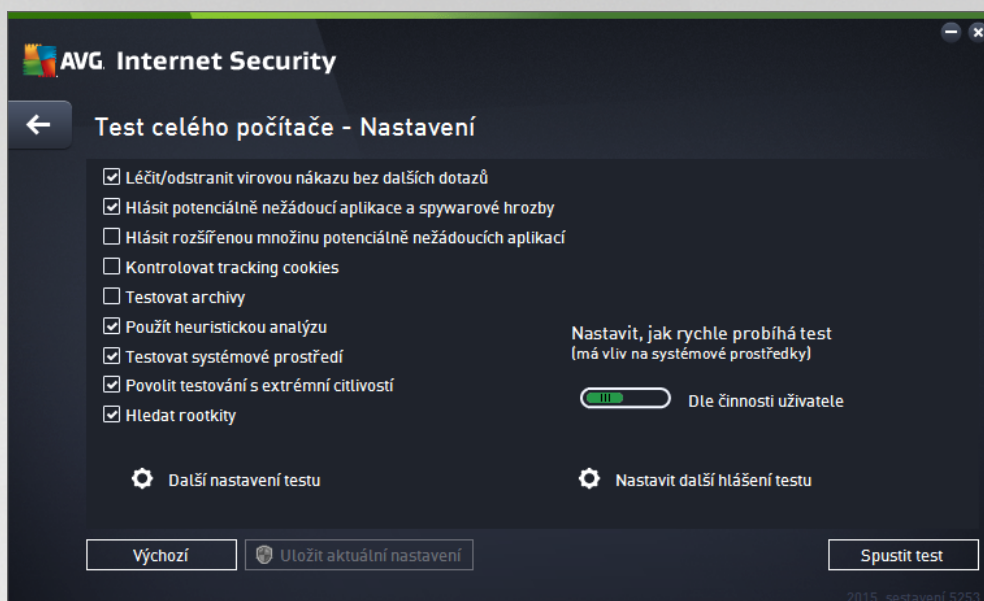 AVG. Internet Security
Test celého počítače - Nastavení
Léčit/odstranit virovou nákazu bez dalších dotazů
Hlásit potenciálně nežádoucí aplikace a spywarové hrozby
Hlásit rozšířenou množinu potenciálně nežádoucích aplikací
Kontrolovat tracking cookies
Testovat archivy
Použít heuristickou analýzu
Testovat systémové prostředí
Povolit testování s extrémní citlivostí
Hledat rootkity
Nastavit, jak rychle probíhá test
(má vliv na systémové prostředky)
Dle činnosti uživatele
Další nastavení testu
Nastavit další hlášení testu
Výchozí
Uložit aktuální nastavení
Spustit test
2015, sestavení 5253